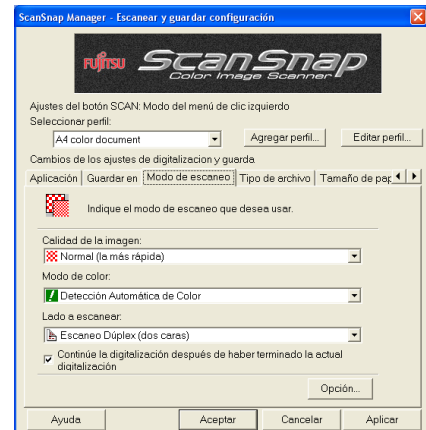 ScanSnap Manager - Escanear y guardar configuración
FUJITSU ScanSnap
Color Image Scanner
Ajustes del botón SCAN: Modo del menú de clic izquierdo
Seleccionar perfil:
A4 color document Agregar perfil... Editar perfil...
Cambios de los ajustes de digitalizacion y guarda
Aplicación Guardar en Modo de escaneo Tipo de archivo Tamaño de pap
Indique el modo de escaneo que desea usar.
Calidad de la imagen:
Normal (la más rápida)
Modo de color:
Detección Automática de Color
Lado a escanear:
Escaneo Dúplex (dos caras)
Continúe la digitalización después de haber terminado la actual
digitalización
Opción...
Ayuda Aceptar Cancelar Aplicar